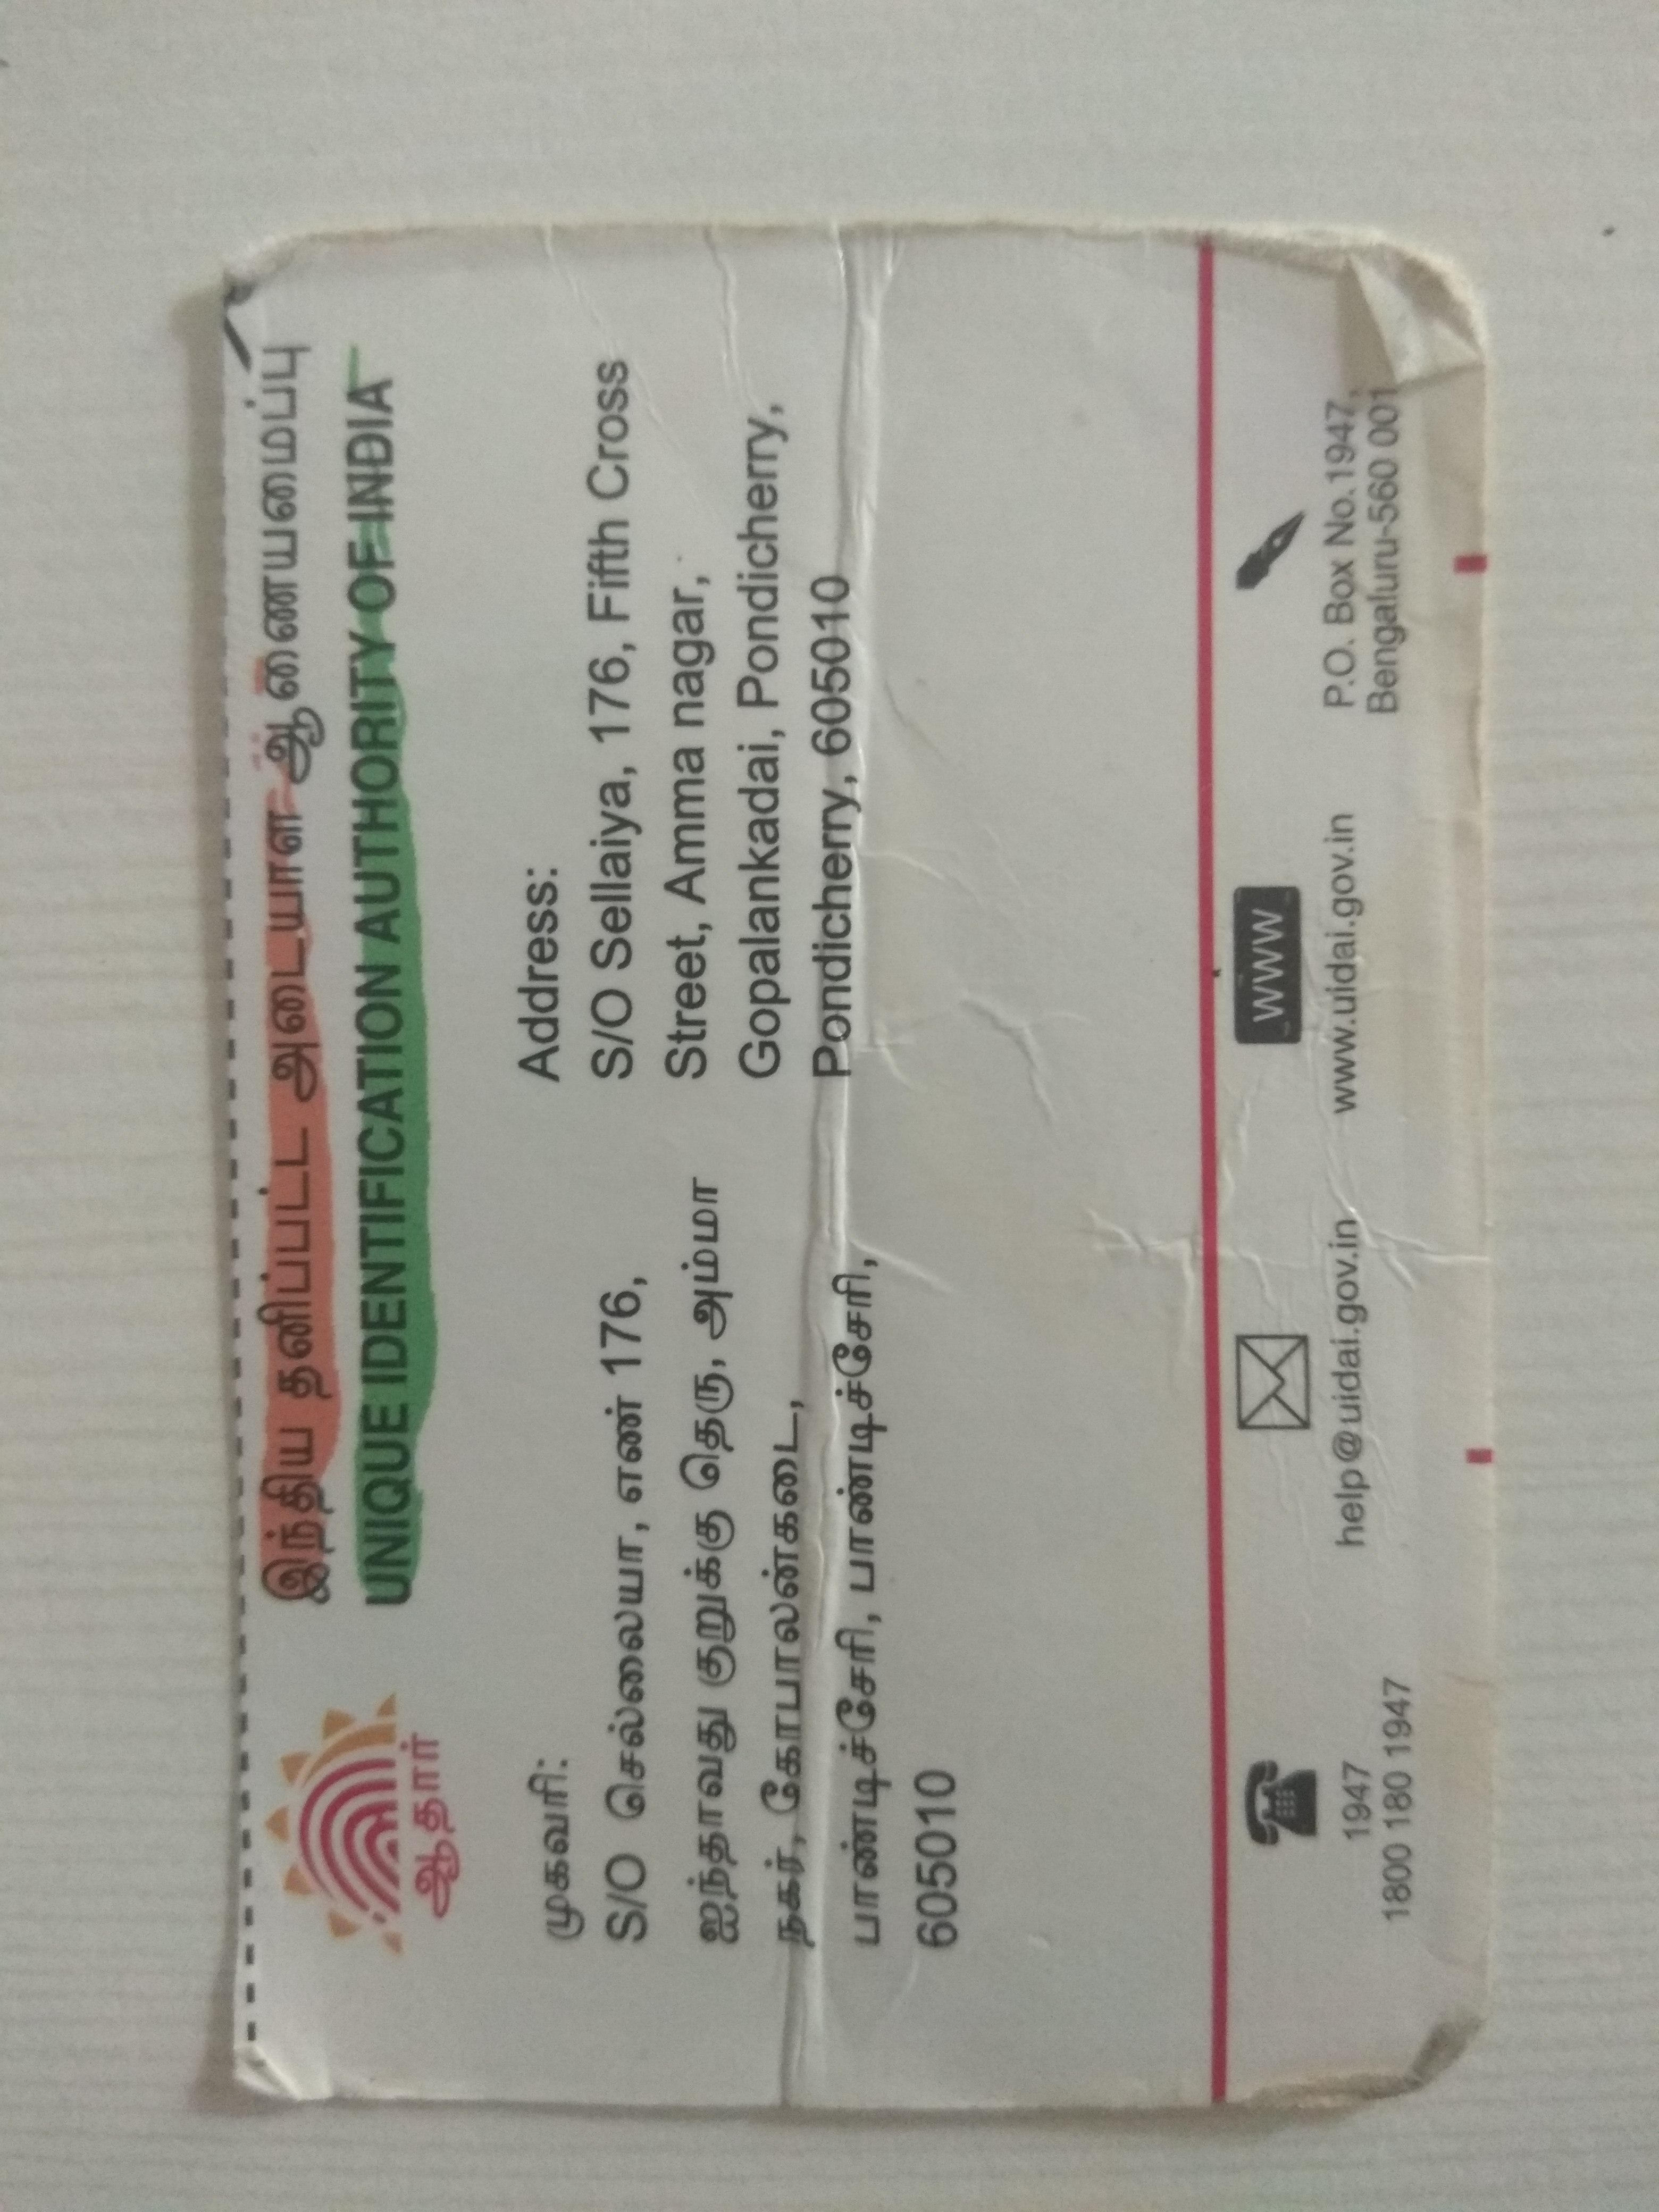 இந்திய தனிப்பட்ட அடையாள ஆணையமைப்பு
UNIQUE IDENTIFICATION AUTHORITY OF INDIA
ஆதார்
முகவரி:
S/O செல்லையா, எண் 176,
ஐந்தாவது குறுக்கு தெரு, அம்மா
நகர், கோபாலன்கடை,
பாண்டிச்சேரி, பாண்டிச்சேரி,
605010
Address:
S/O Sellaiya, 176, Fifth Cross
Street, Amma nagar,
Gopalankadai, Pondicherry,
Pondicherry, 605010
1947
1800 180 1947
help@uidai.gov.in
WWW
www.uidai.gov.in
P.O. Box No.1947,
Bengaluru-560 001